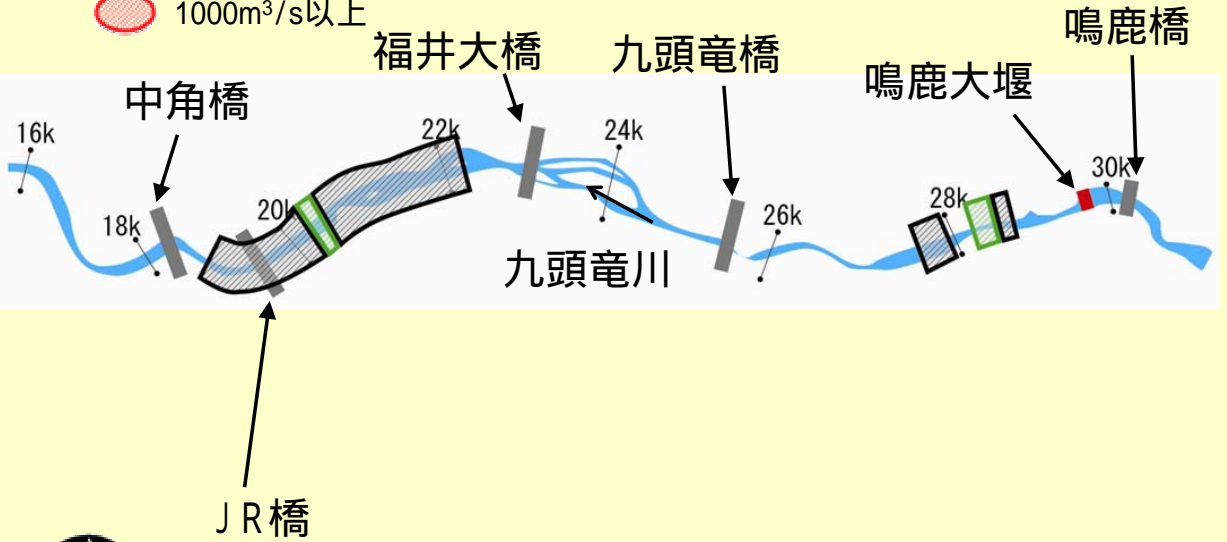 1000m³/s以上
福井大橋
九頭竜橋
鳴鹿橋
中角橋
鳴鹿大堰
16k
22k
24k
30k
18k
20k
26k
28k
九頭竜川
JR橋